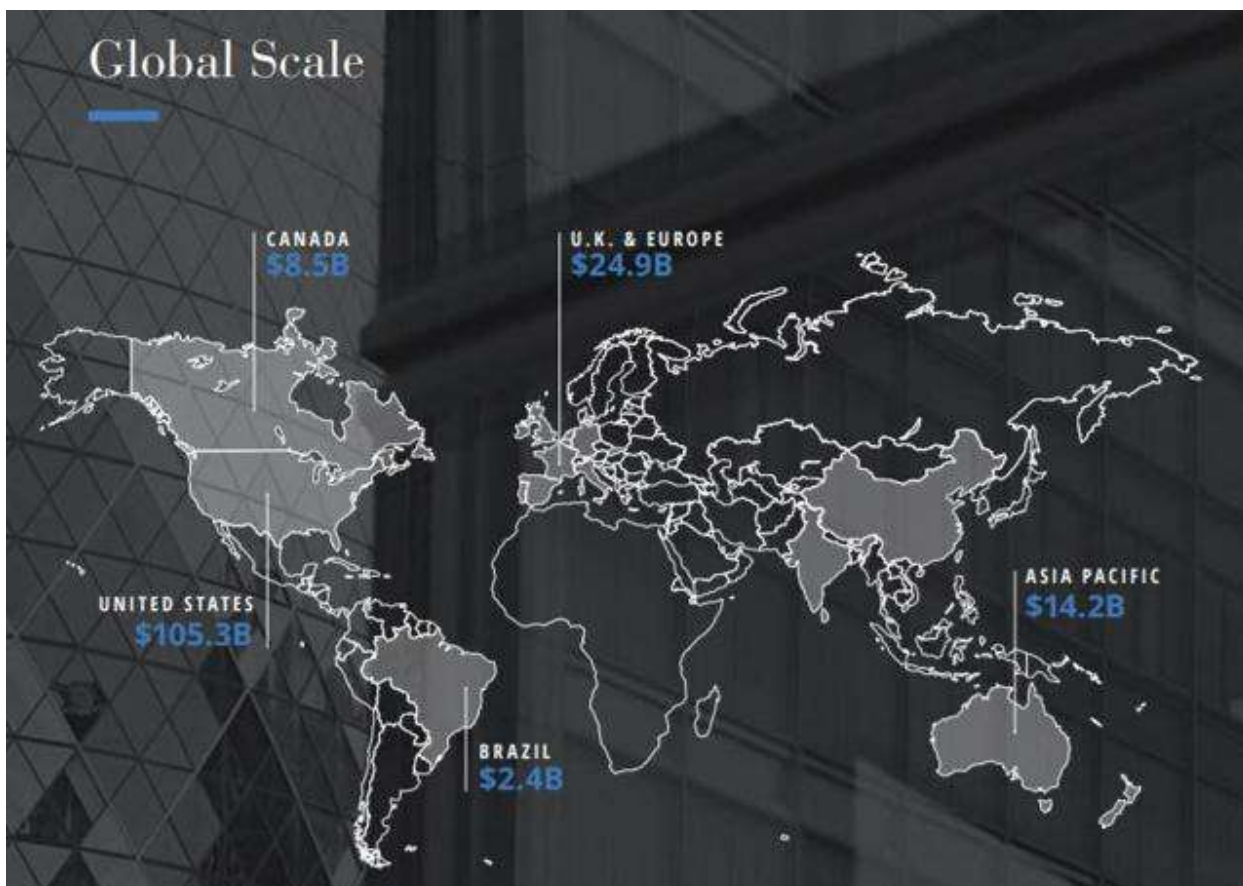 Global Scale
CANADA
$8.5B
U.K. & EUROPE
$24.9B
UNITED STATES
$105.3B
ASIA PACIFIC
$14.2B
BRAZIL
$2.4B